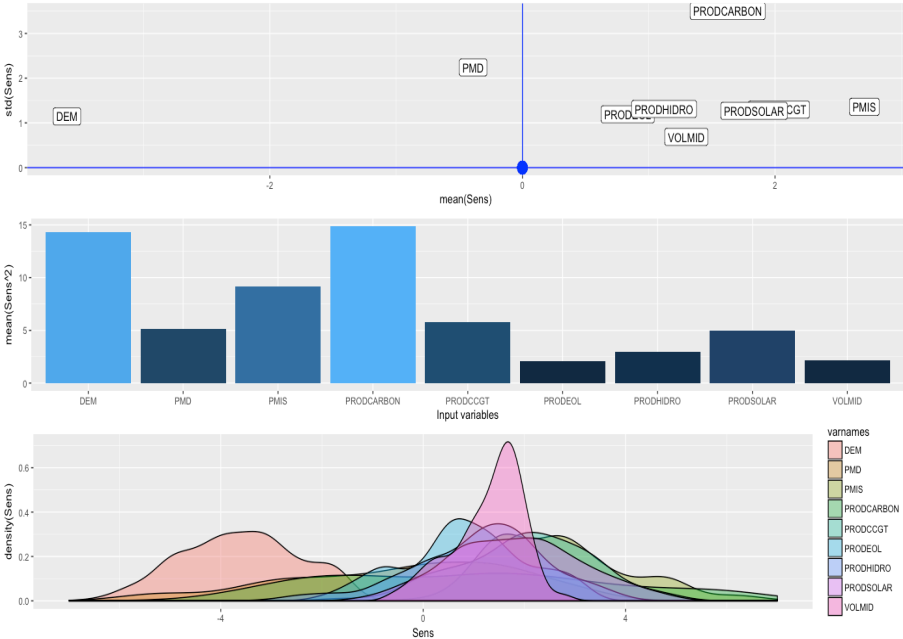 PRODCARBON
PMD
DEM
PRODHIDRO
PRODSOLAR
CGT
PMIS
VOLMID
std(Sens)
3
2
1
0
-2
0
2
mean(Sens)
mean(Sens^2)
15
10
5
0
DEM PMD PMIS PRODCARBON PRODCCGT PRODEOL PRODHIDRO PRODSOLAR VOLMID
Input variables
density(Sens)
0.6
0.4
0.2
0.0
-4
0
4
Sens
varnames
DEM
PMD
PMIS
PRODCARBON
PRODCCGT
PRODEOL
PRODHIDRO
PRODSOLAR
VOLMID